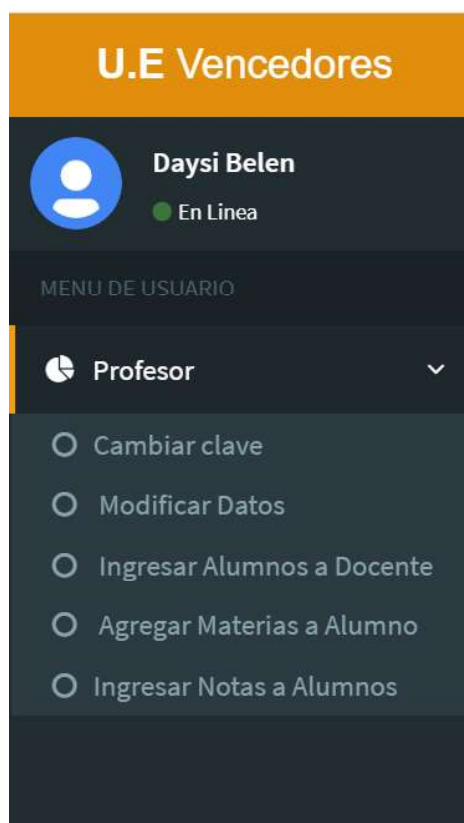 U.E Vencedores
Daysi Belen
En Linea
MENU DE USUARIO
Profesor
Cambiar clave
Modificar Datos
Ingresar Alumnos a Docente
Agregar Materias a Alumno
Ingresar Notas a Alumnos